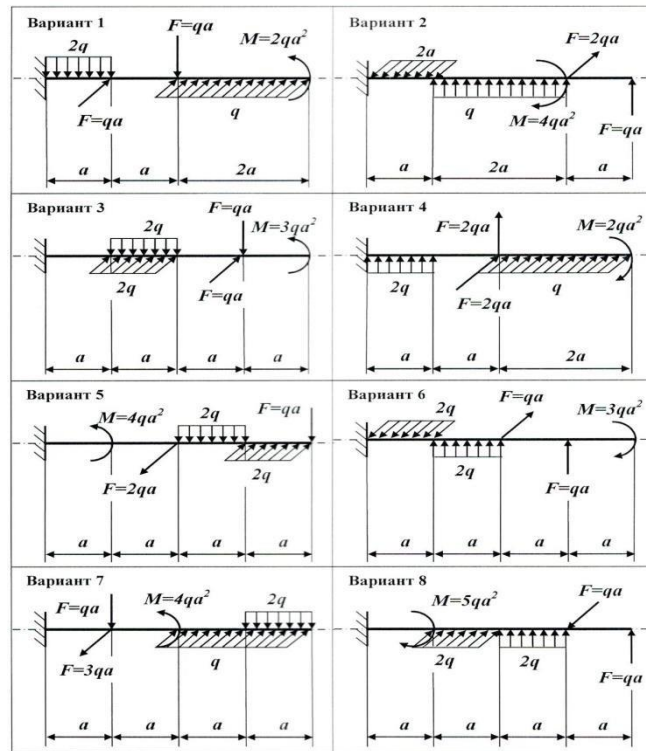 Вариант 1
2q
F=qa
M=2qa²
F=qa
q
a
a
2a
Вариант 2
2a
F=2qa
q
M=4qa²
F=qa
a
2a
a
Вариант 3
F=qa
2q
M=3qa²
2q
F=qa
a
a
a
a
Вариант 4
F=2qa
M=2qa²
2q
F=2qa
q
a
a
2a
Вариант 5
M=4qa²
2q
F=qa
F=2qa
2q
a
a
a
a
Вариант 6
2q
F=qa
M=3qa²
2q
F=qa
a
a
a
a
Вариант 7
F=qa
M=4qa²
2q
F=3qa
q
a
a
a
a
Вариант 8
M=5qa²
F=qa
2q
2q
F=qa
a
a
a
a